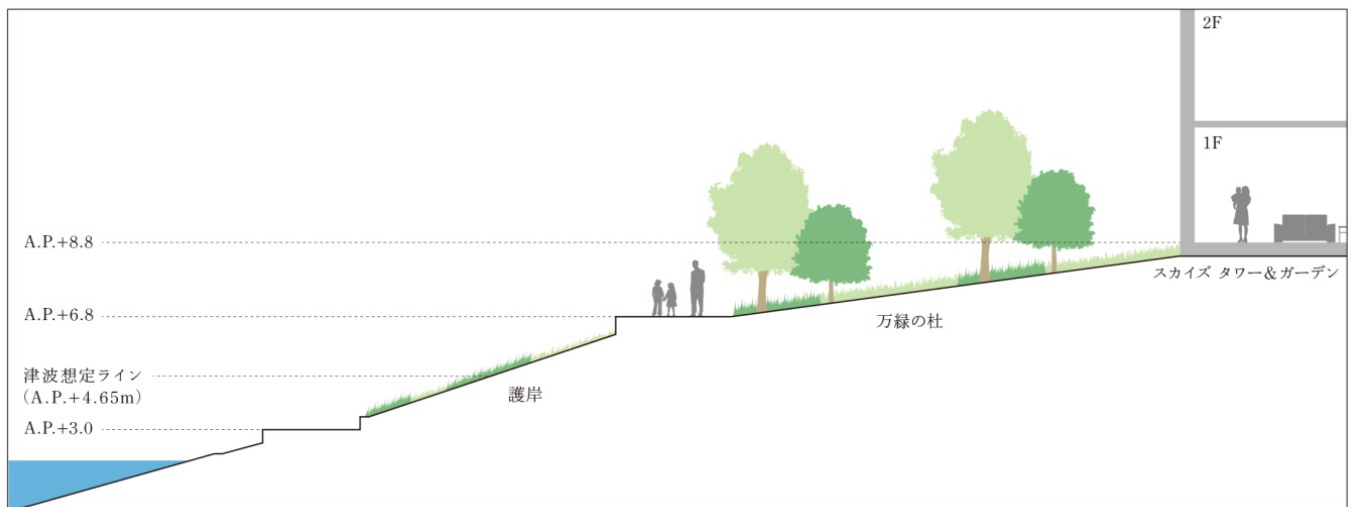 2F
1F
A.P.+8.8
スカイズ タワー&ガーデン
A.P.+6.8
万緑の杜
津波想定ライン
(A.P.+4.65m)
護岸
A.P.+3.0